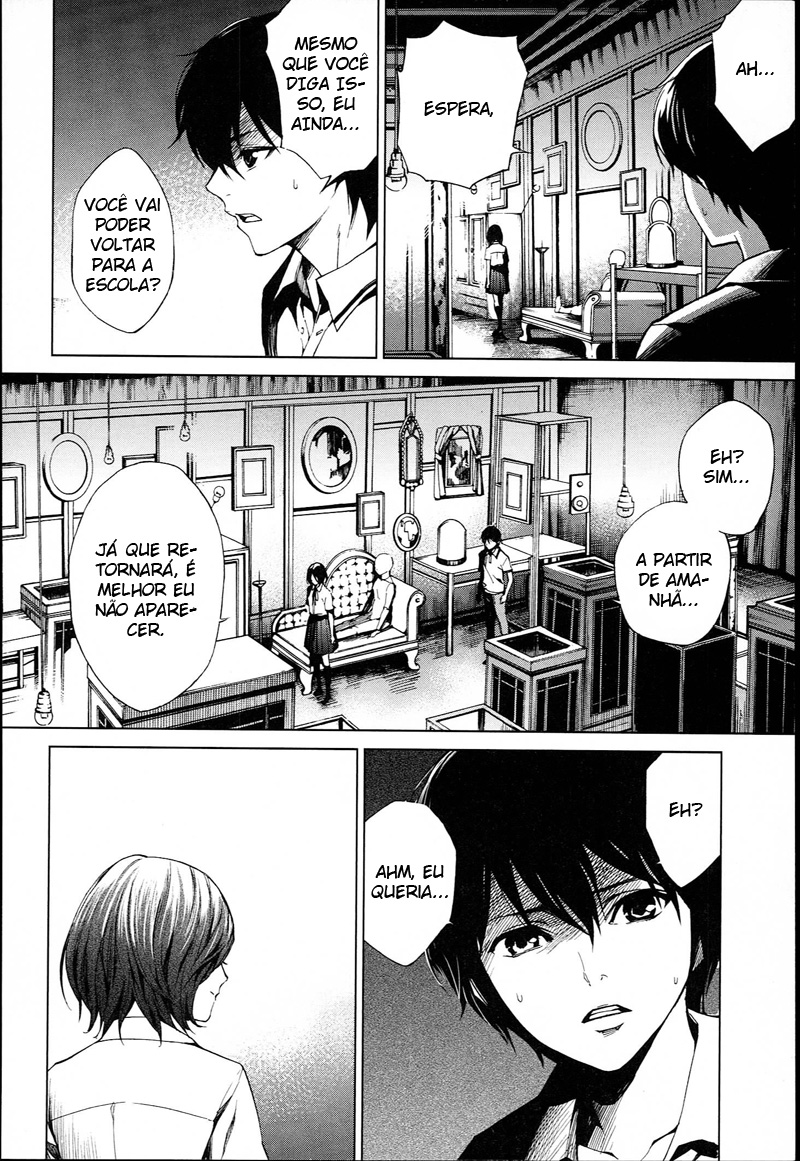 AH...
ESPERA,
MESMO
QUE VOCÊ
DIGA IS-
SO, EU
AINDA...
VOCÊ VAI
PODER
VOLTAR
PARA A
ESCOLA?
EH?
SIM...
A PARTIR
DE AMA-
NHÃ...
JÁ QUE RE-
TORNARÁ, É
MELHOR EU
NÃO APARE-
CER.
EH?
AHM, EU
QUERIA...